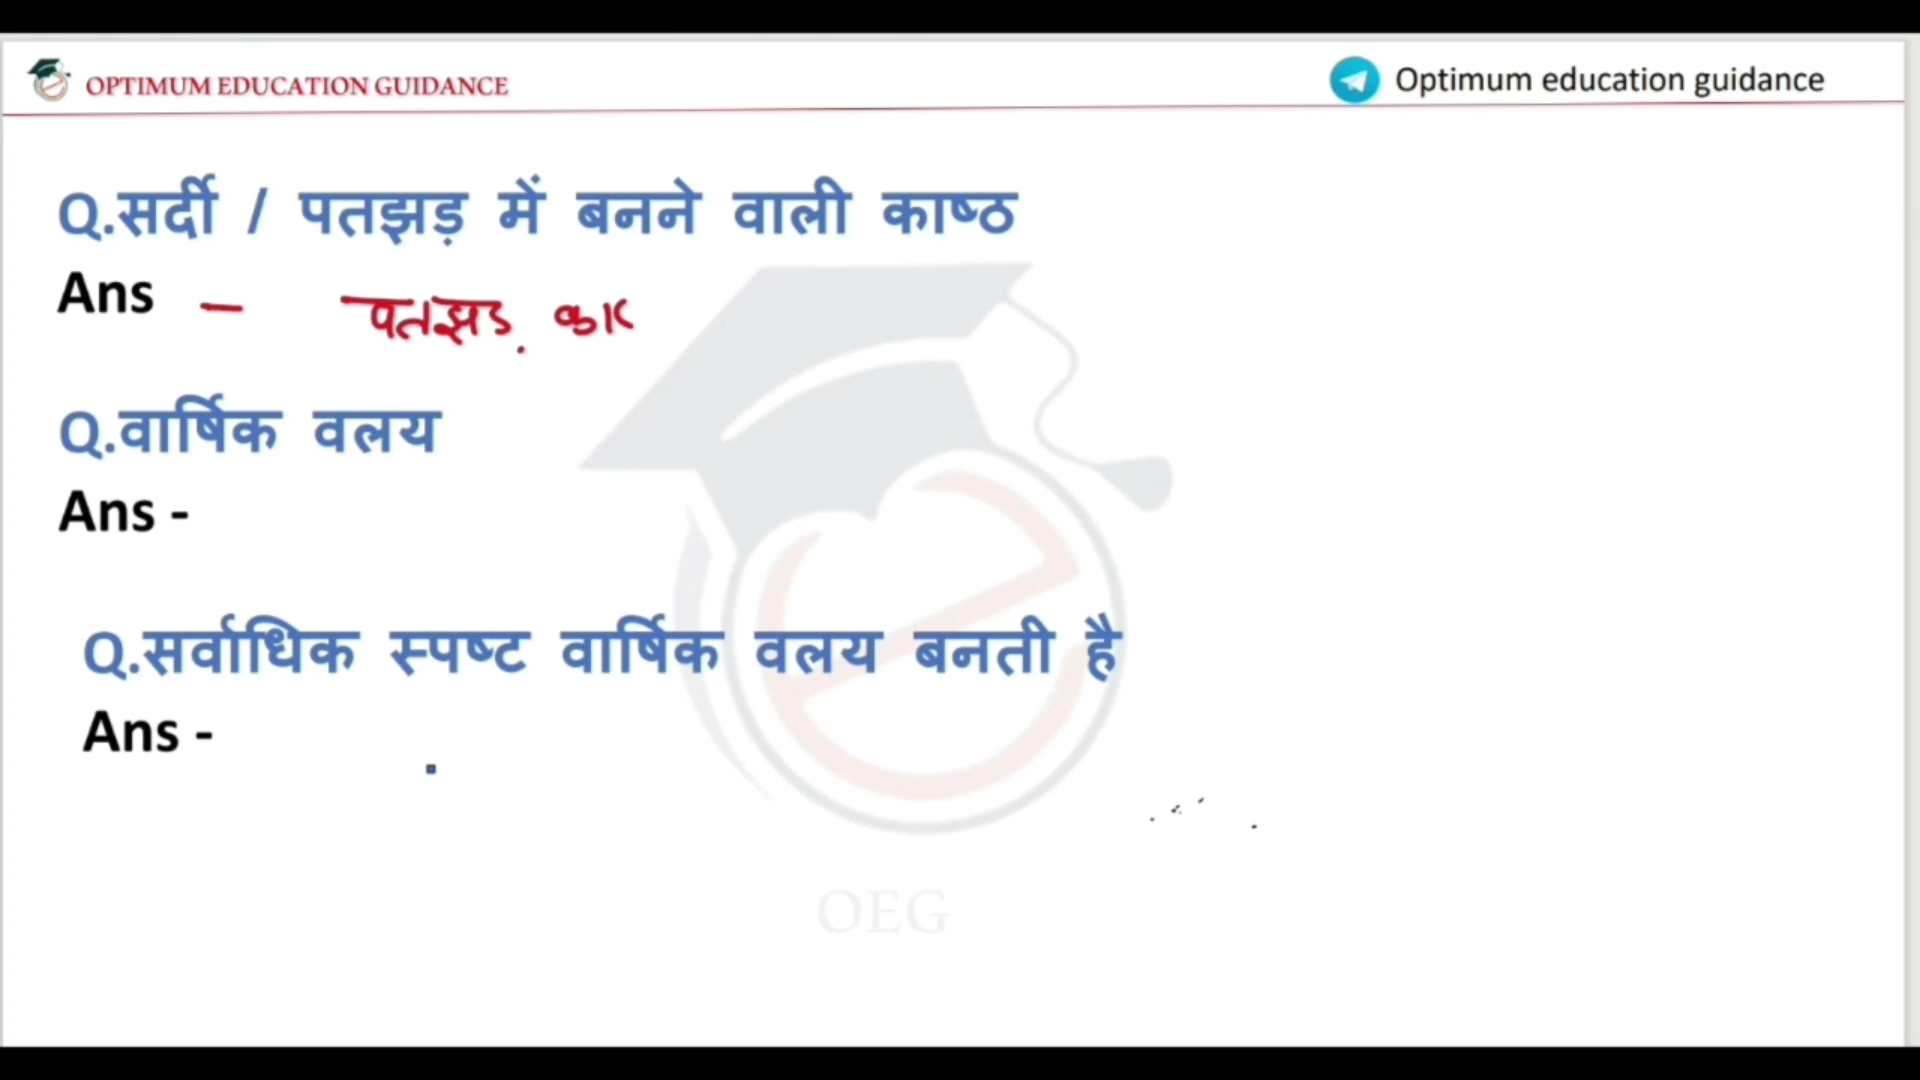 OPTIMUM EDUCATION GUIDANCE
Optimum education guidance
Q.सर्दी / पतझड़ में बनने वाली काष्ठ
Ans – पतझड़ का
Q.वार्षिक वलय
Ans -
Q.सर्वाधिक स्पष्ट वार्षिक वलय बनती है
Ans -
OEG